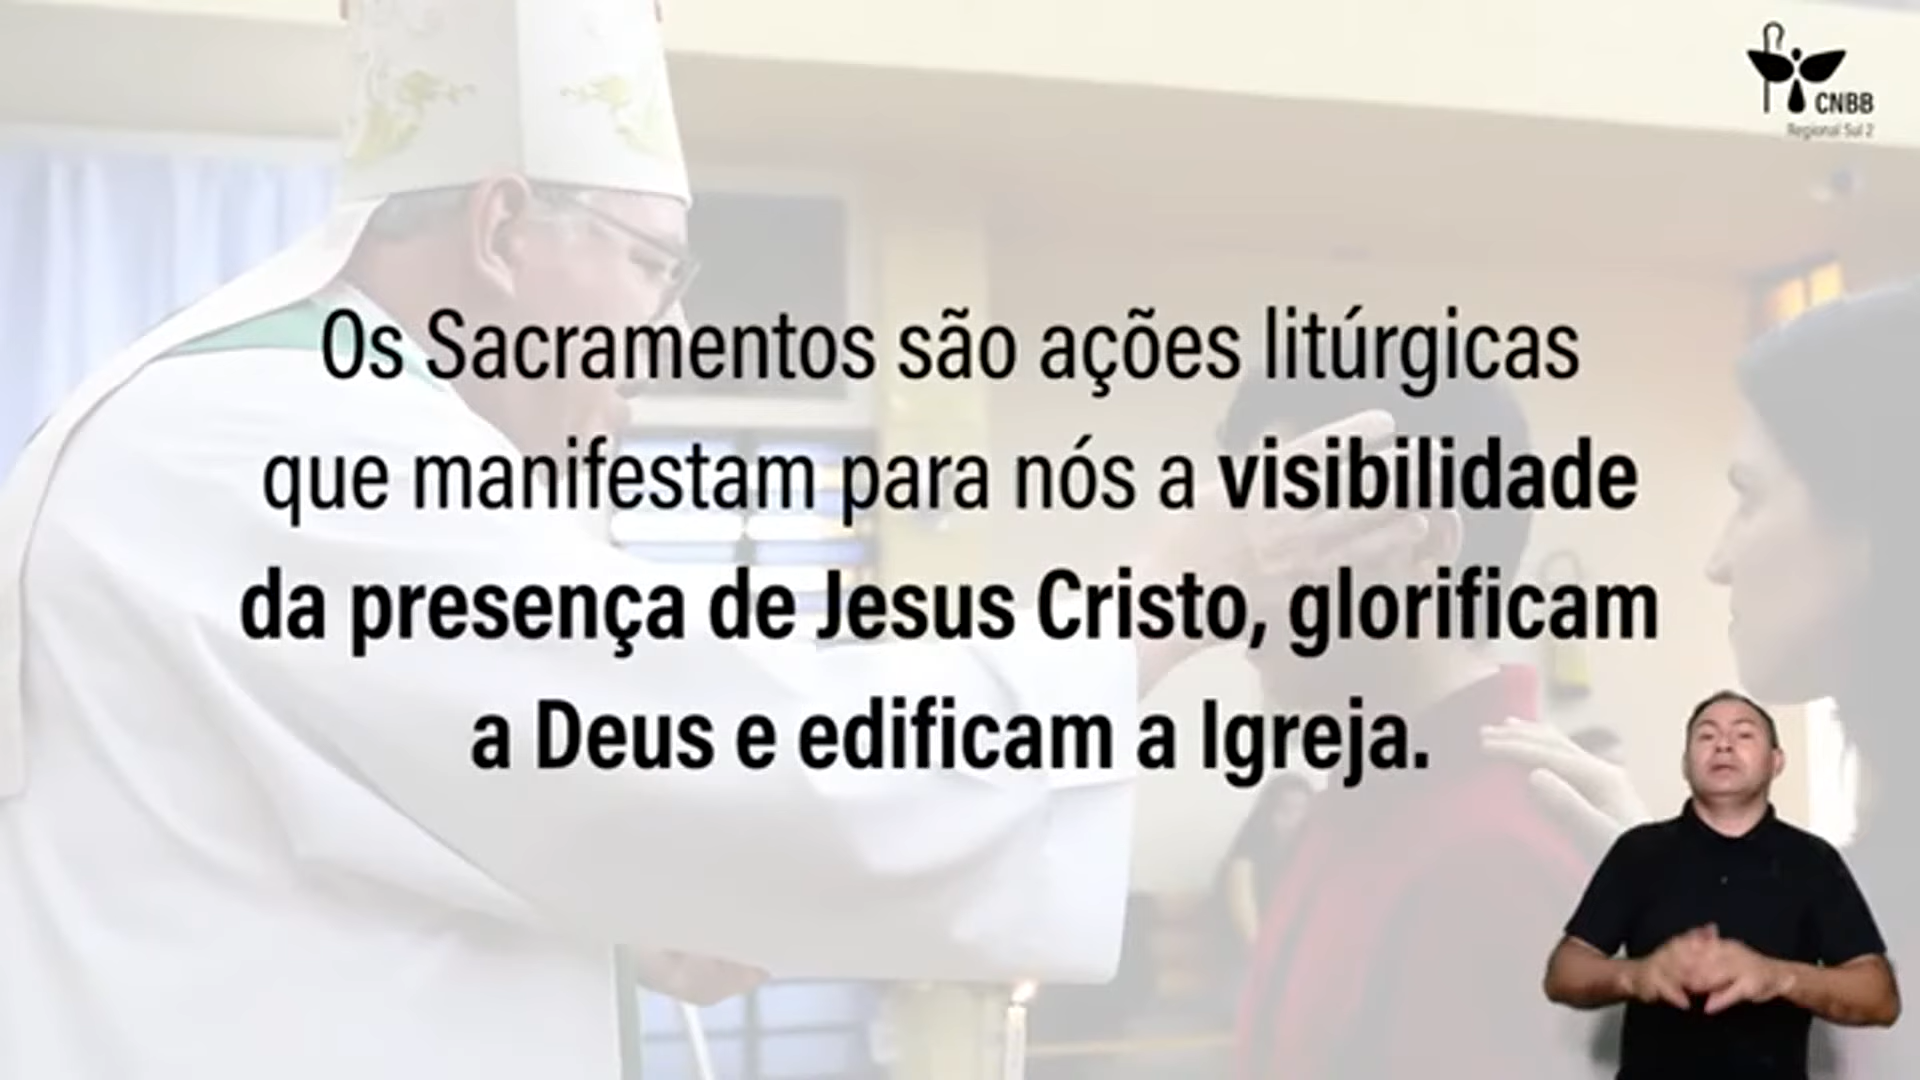 CNBB
Regional Sul 2
Os Sacramentos são ações litúrgicas
que manifestam para nós a visibilidade
da presença de Jesus Cristo, glorificam
a Deus e edificam a Igreja.